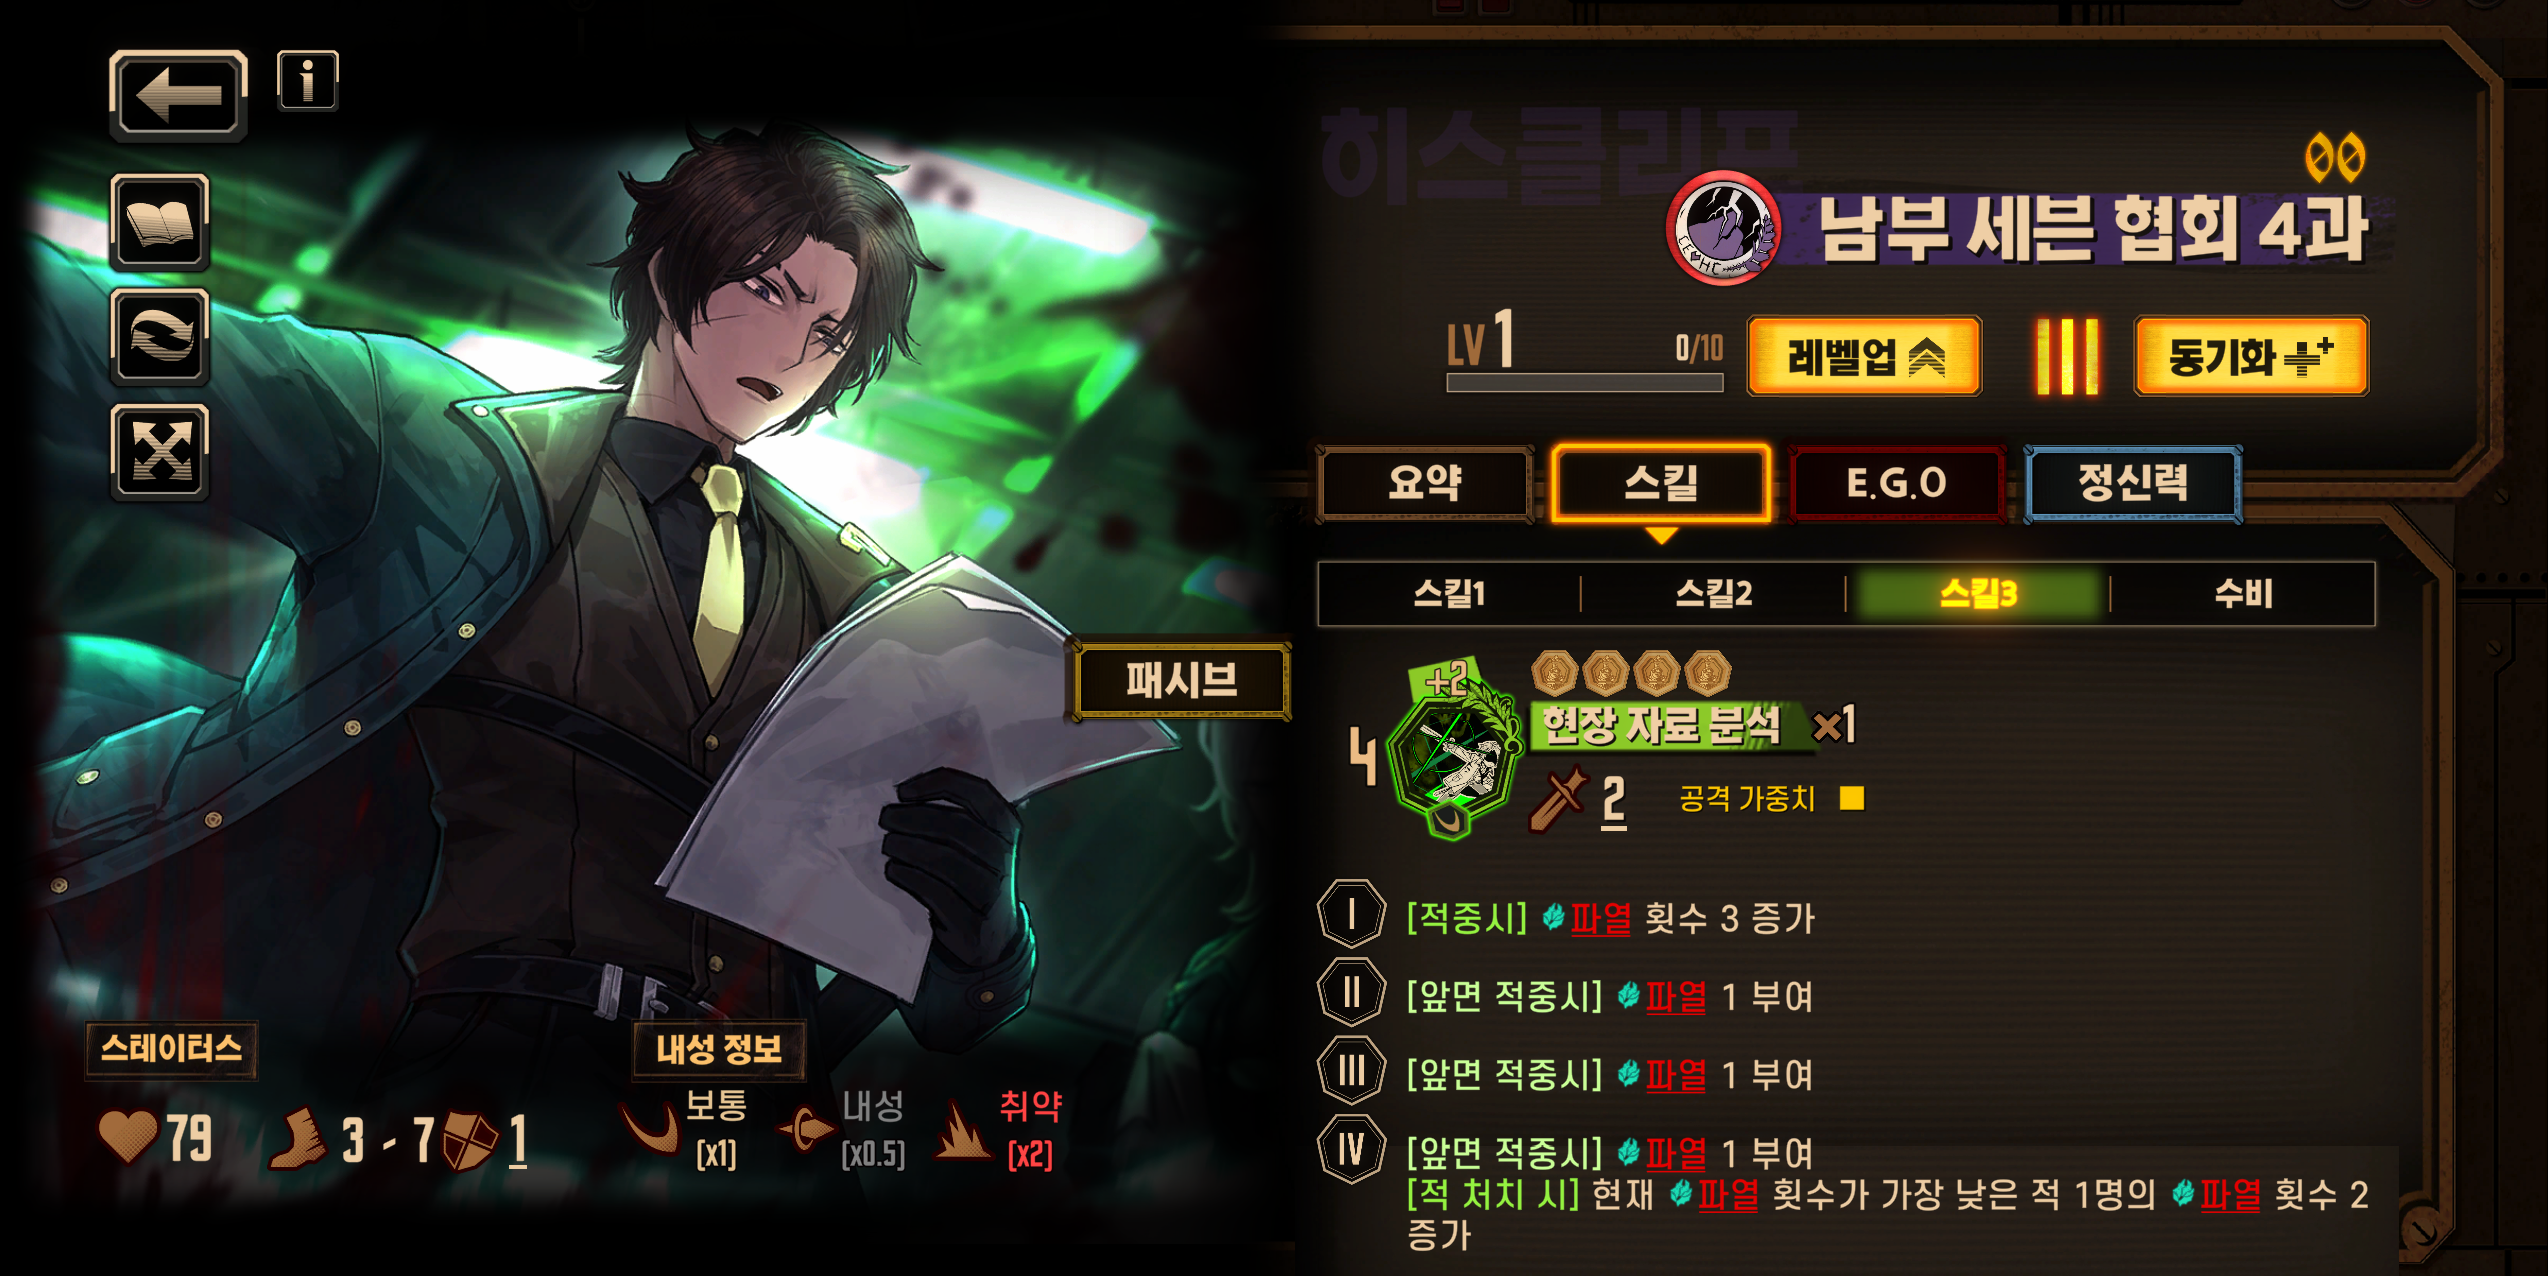 히스클리프
남부 세븐 협회 4과
LV 1
0/10
레벨업
동기화
요약
스킬
E.G.O
정신력
스킬1
스킬2
스킬3
수비
패시브
+2
4
현장 자료 분석 ×1
2
공격 가중치
I
[적중시] 파열 횟수 3 증가
II
[앞면 적중시] 파열 1 부여
III
[앞면 적중시] 파열 1 부여
IV
[앞면 적중시] 파열 1 부여
[적 처치 시] 현재 파열 횟수가 가장 낮은 적 1명의 파열 횟수 2
증가
스테이터스
79
3 - 7
1
내성 정보
보통
[x1]
내성
[x0.5]
취약
[x2]